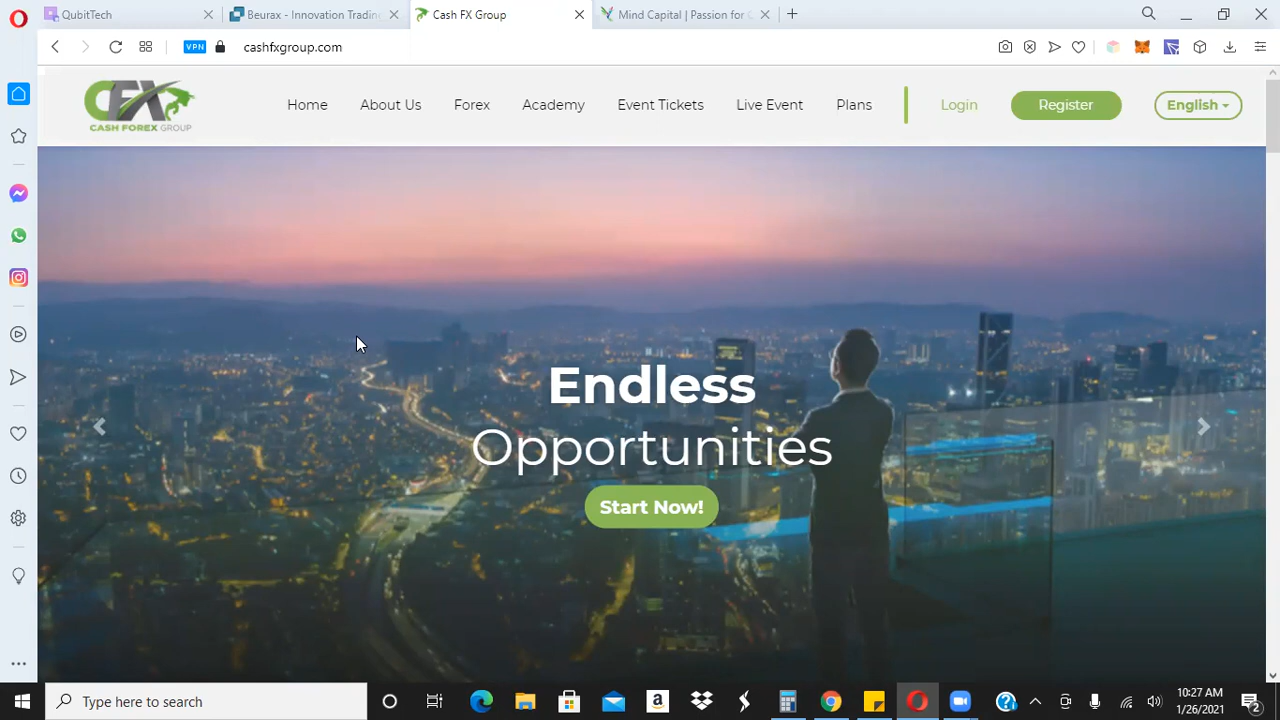 QubitTech
Beurax - Innovation Trading
Cash FX Group
Mind Capital | Passion for C
VPN
cashfxgroup.com
CFX
CASH FOREX GROUP
Home
About Us
Forex
Academy
Event Tickets
Live Event
Plans
Login
Register
English
Endless
Opportunities
Start Now!
Type here to search
10:27 AM
1/26/2021
2